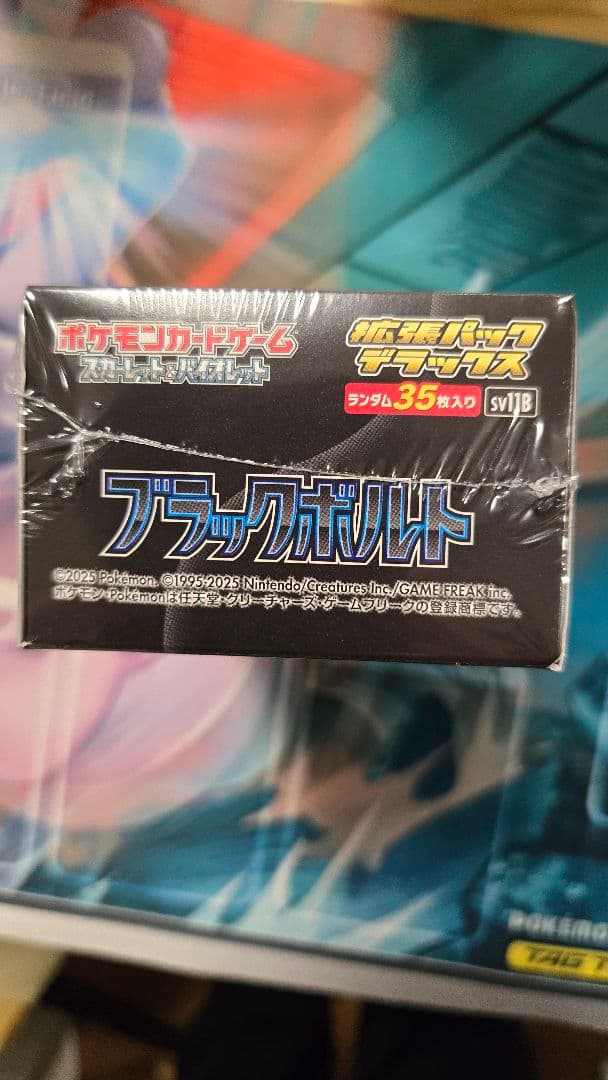 ポケモンカードゲーム
スカーレット&バイオレット
拡張パック
デラックス
ランダム35枚入り SV11B
ブラックボルト
©2025 Pokémon. ©1995-2025 Nintendo/Creatures Inc./GAME FREAK inc.
ポケモン・Pokémonは任天堂・クリーチャーズ・ゲームフリークの登録商標です。
POKÉMO
TAG T